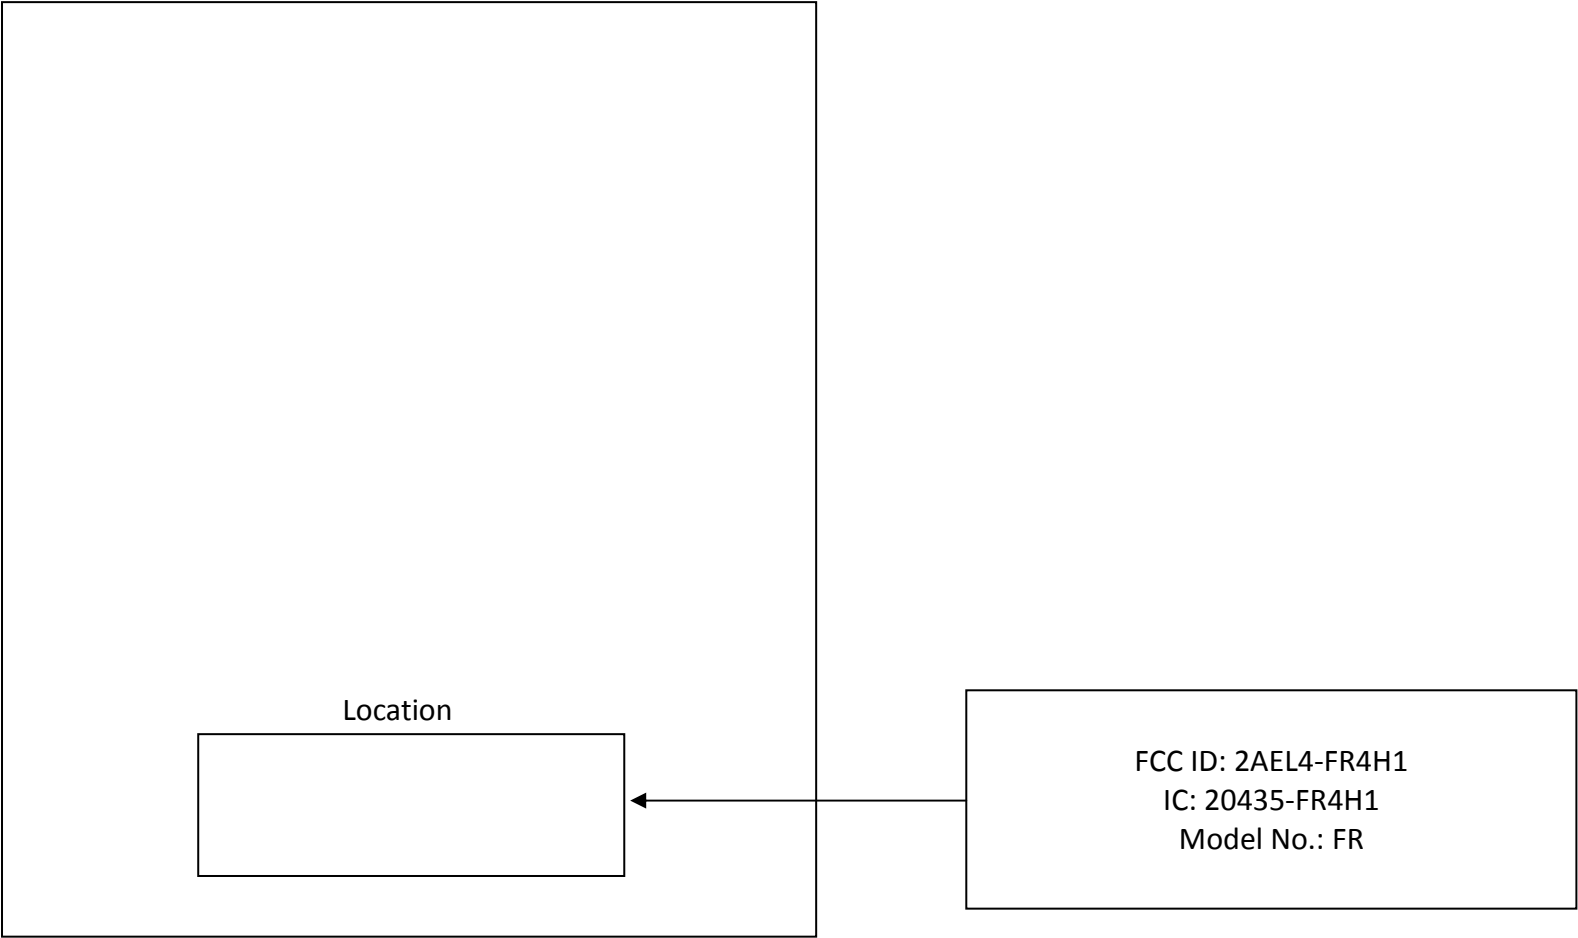 Location
FCC ID: 2AEL4-FR4H1
IC: 20435-FR4H1
Model No.: FR